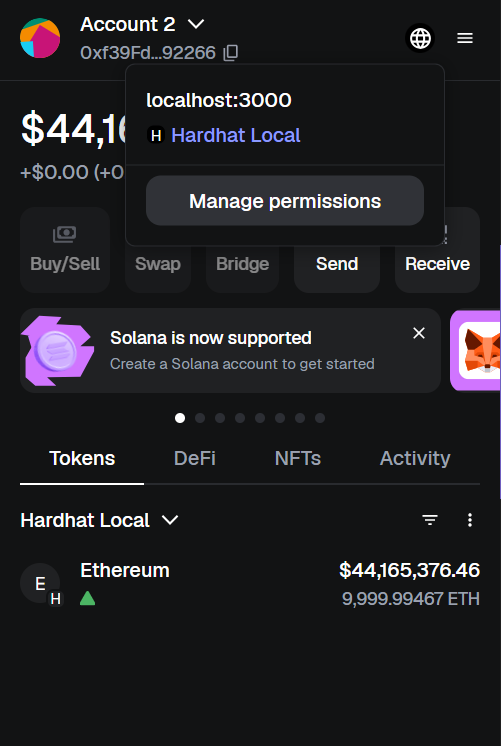 Account 2
0xf39Fd...92266
localhost:3000
H Hardhat Local
Manage permissions
$44,16
+$0.00 (+0
Buy/Sell
Swap
Bridge
Send
Receive
Solana is now supported
Create a Solana account to get started
Tokens
DeFi
NFTs
Activity
Hardhat Local
E
H
Ethereum
$44,165,376.46
9,999.99467 ETH